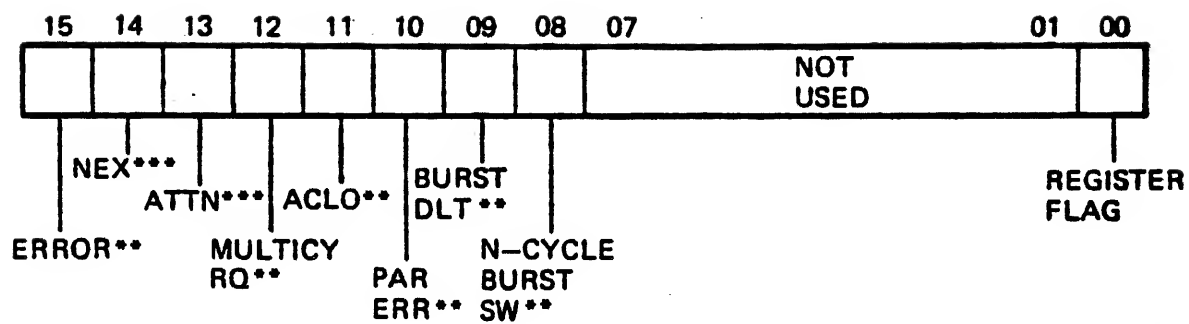 15 14 13 12 11 10 09 08 07 01 00
NOT
USED
NEX***
ATTN***
ACLO**
BURST
DLT**
REGISTER
FLAG
ERROR**
MULTICY
RQ**
PAR
ERR**
N–CYCLE
BURST
SW**